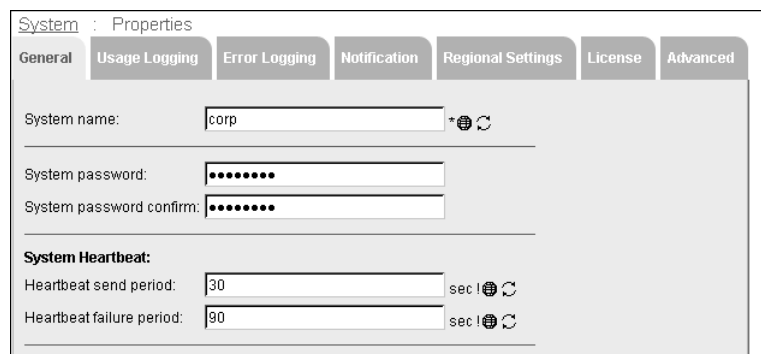 System : Properties
General Usage Logging Error Logging Notification Regional Settings License Advanced
System name: corp *
System password: ••••••••
System password confirm: ••••••••
System Heartbeat:
Heartbeat send period: 30 sec !
Heartbeat failure period: 90 sec !